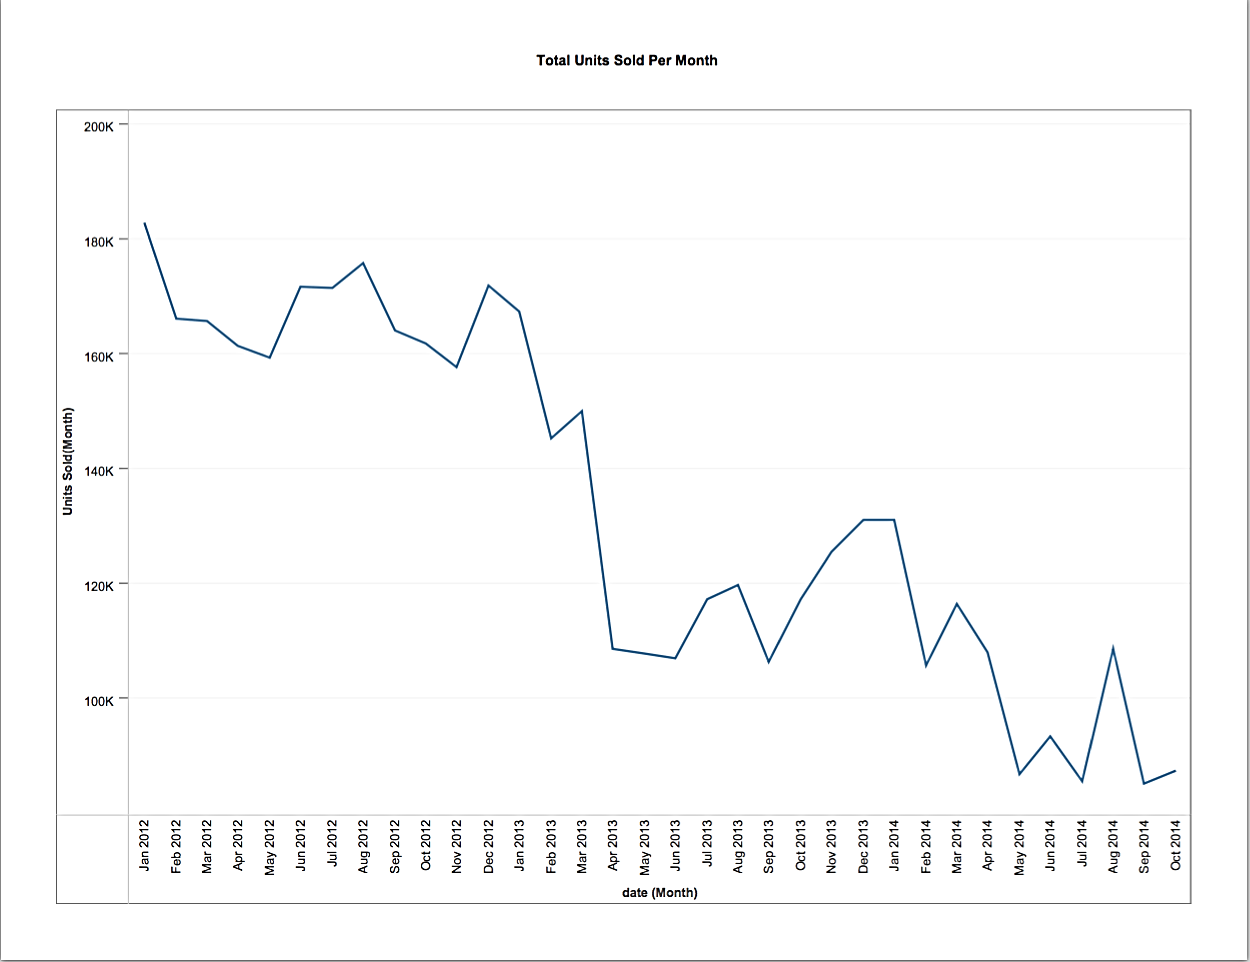 Total Units Sold Per Month
200K
180K
160K
140K
120K
100K
Units Sold(Month)
Jan 2012
Feb 2012
Mar 2012
Apr 2012
May 2012
Jun 2012
Jul 2012
Aug 2012
Sep 2012
Oct 2012
Nov 2012
Dec 2012
Jan 2013
Feb 2013
Mar 2013
Apr 2013
May 2013
Jun 2013
Jul 2013
Aug 2013
Sep 2013
Oct 2013
Nov 2013
Dec 2013
Jan 2014
Feb 2014
Mar 2014
Apr 2014
May 2014
Jun 2014
Jul 2014
Aug 2014
Sep 2014
Oct 2014
date (Month)